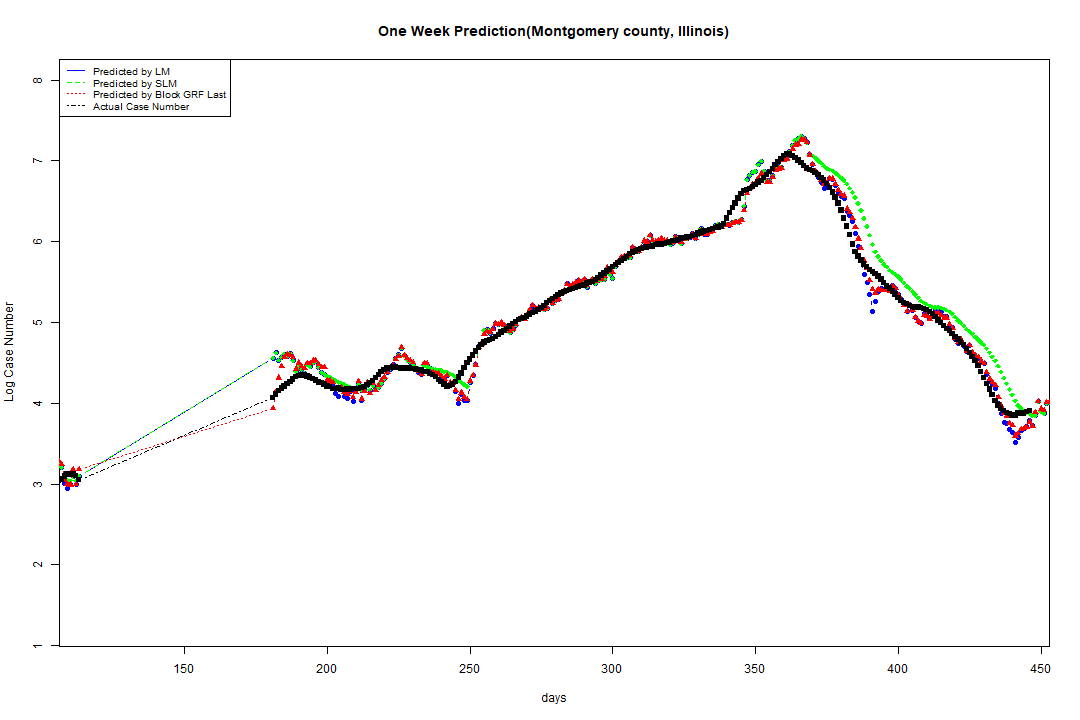 One Week Prediction(Montgomery county, Illinois)
Predicted by LM
Predicted by SLM
Predicted by Block GRF Last
Actual Case Number
Log Case Number
8
7
6
5
4
3
2
1
150 200 250 300 350 400 450
days